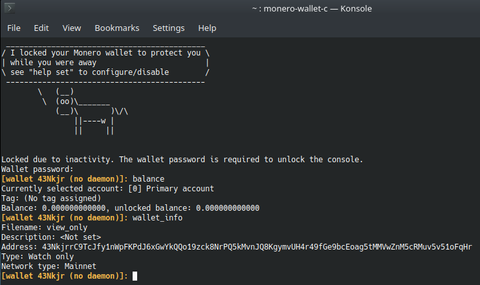 ~ : monero-wallet-c — Konsole
File Edit View Bookmarks Settings Help
_________________________________________
/ I locked your Monero wallet to protect you \
| while you were away |
\ see "help set" to configure/disable /
-----------------------------------------
\ (__)
\ (oo)\_______
(__)\ )\/\
||----w |
|| ||
Locked due to inactivity. The wallet password is required to unlock the console.
Wallet password:
[wallet 43Nkjr (no daemon)]: balance
Currently selected account: [0] Primary account
Tag: (No tag assigned)
Balance: 0.000000000000, unlocked balance: 0.000000000000
[wallet 43Nkjr (no daemon)]: wallet_info
Filename: view_only
Description: <Not set>
Address: 43NkjrrC9TcJfy1nWpFKPdJ6xGwYkQQo19zck8NrPQ5kMvnJQ8KgymvUH4r49fGe9bcEoag5tMMVwZnM5cRMuv5v51oFqHr
Type: Watch only
Network type: Mainnet
[wallet 43Nkjr (no daemon)]: